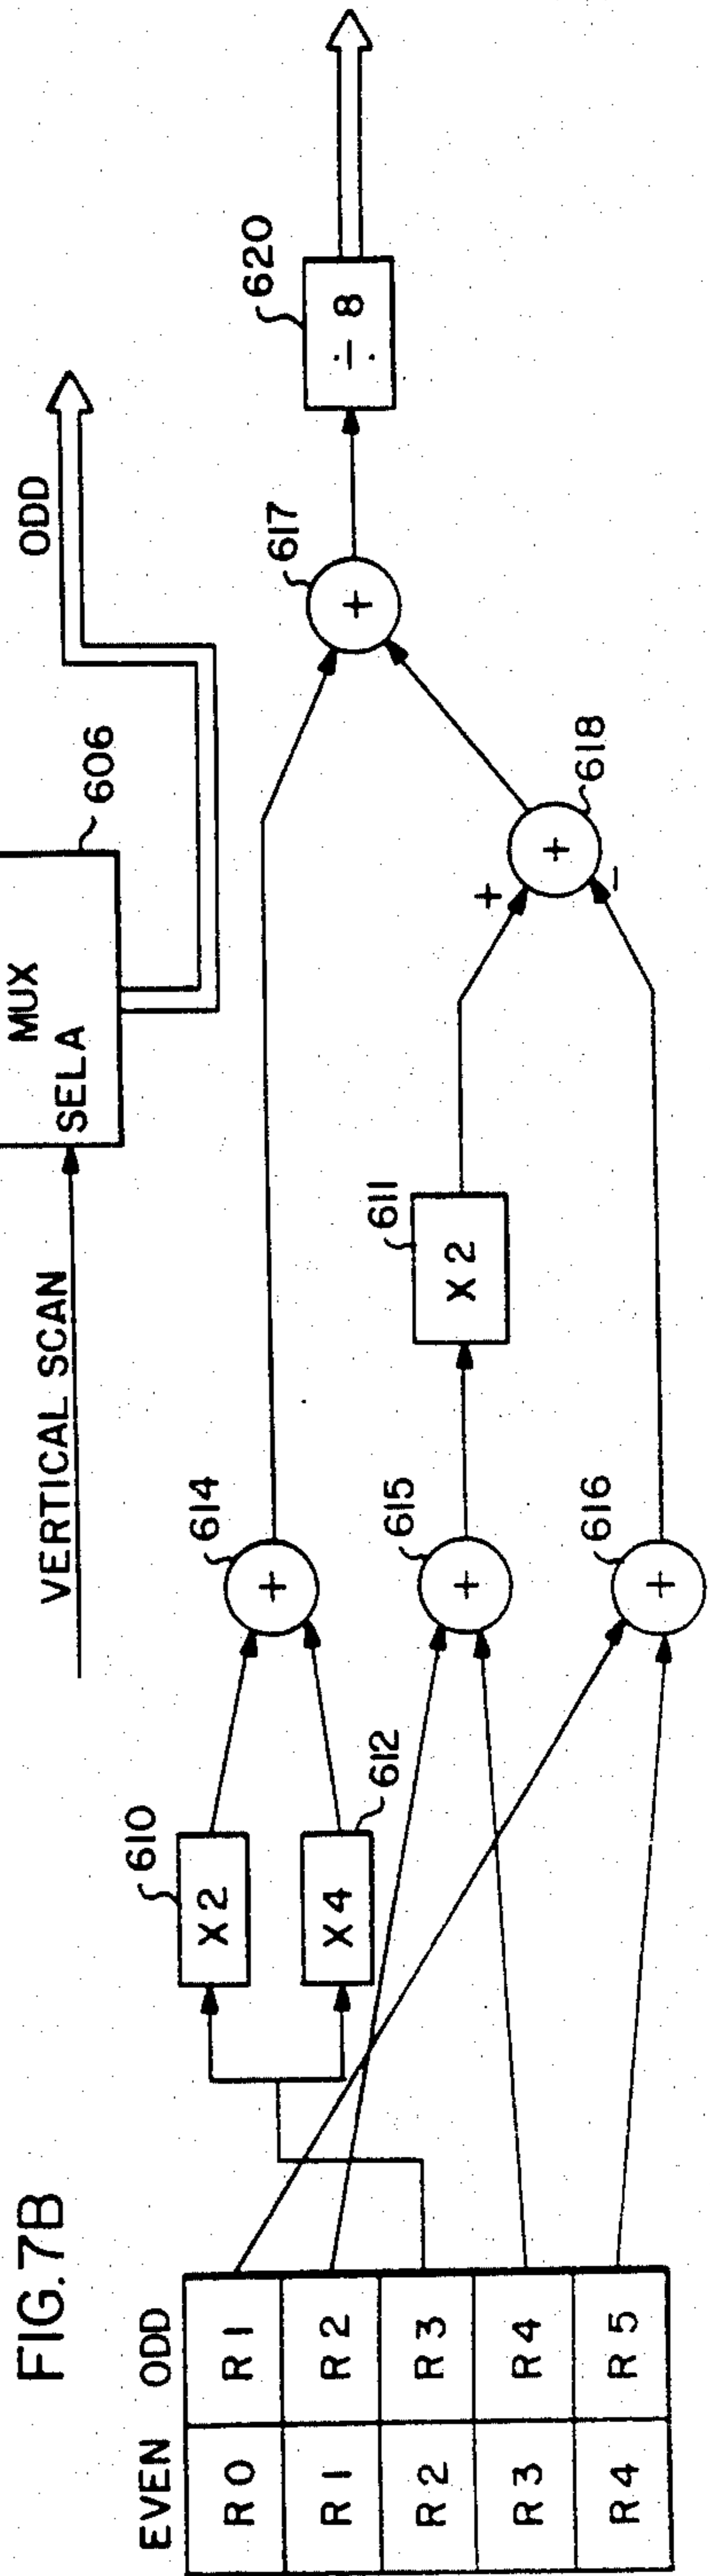 FIG.7B
EVEN ODD
R0 R1
R1 R2
R2 R3
R3 R4
R4 R5
VERTICAL SCAN
MUX
SELA
606
ODD
610
X2
X4
612
614
+
615
+
616
+
611
X2
+
+
−
618
617
+
620
÷8